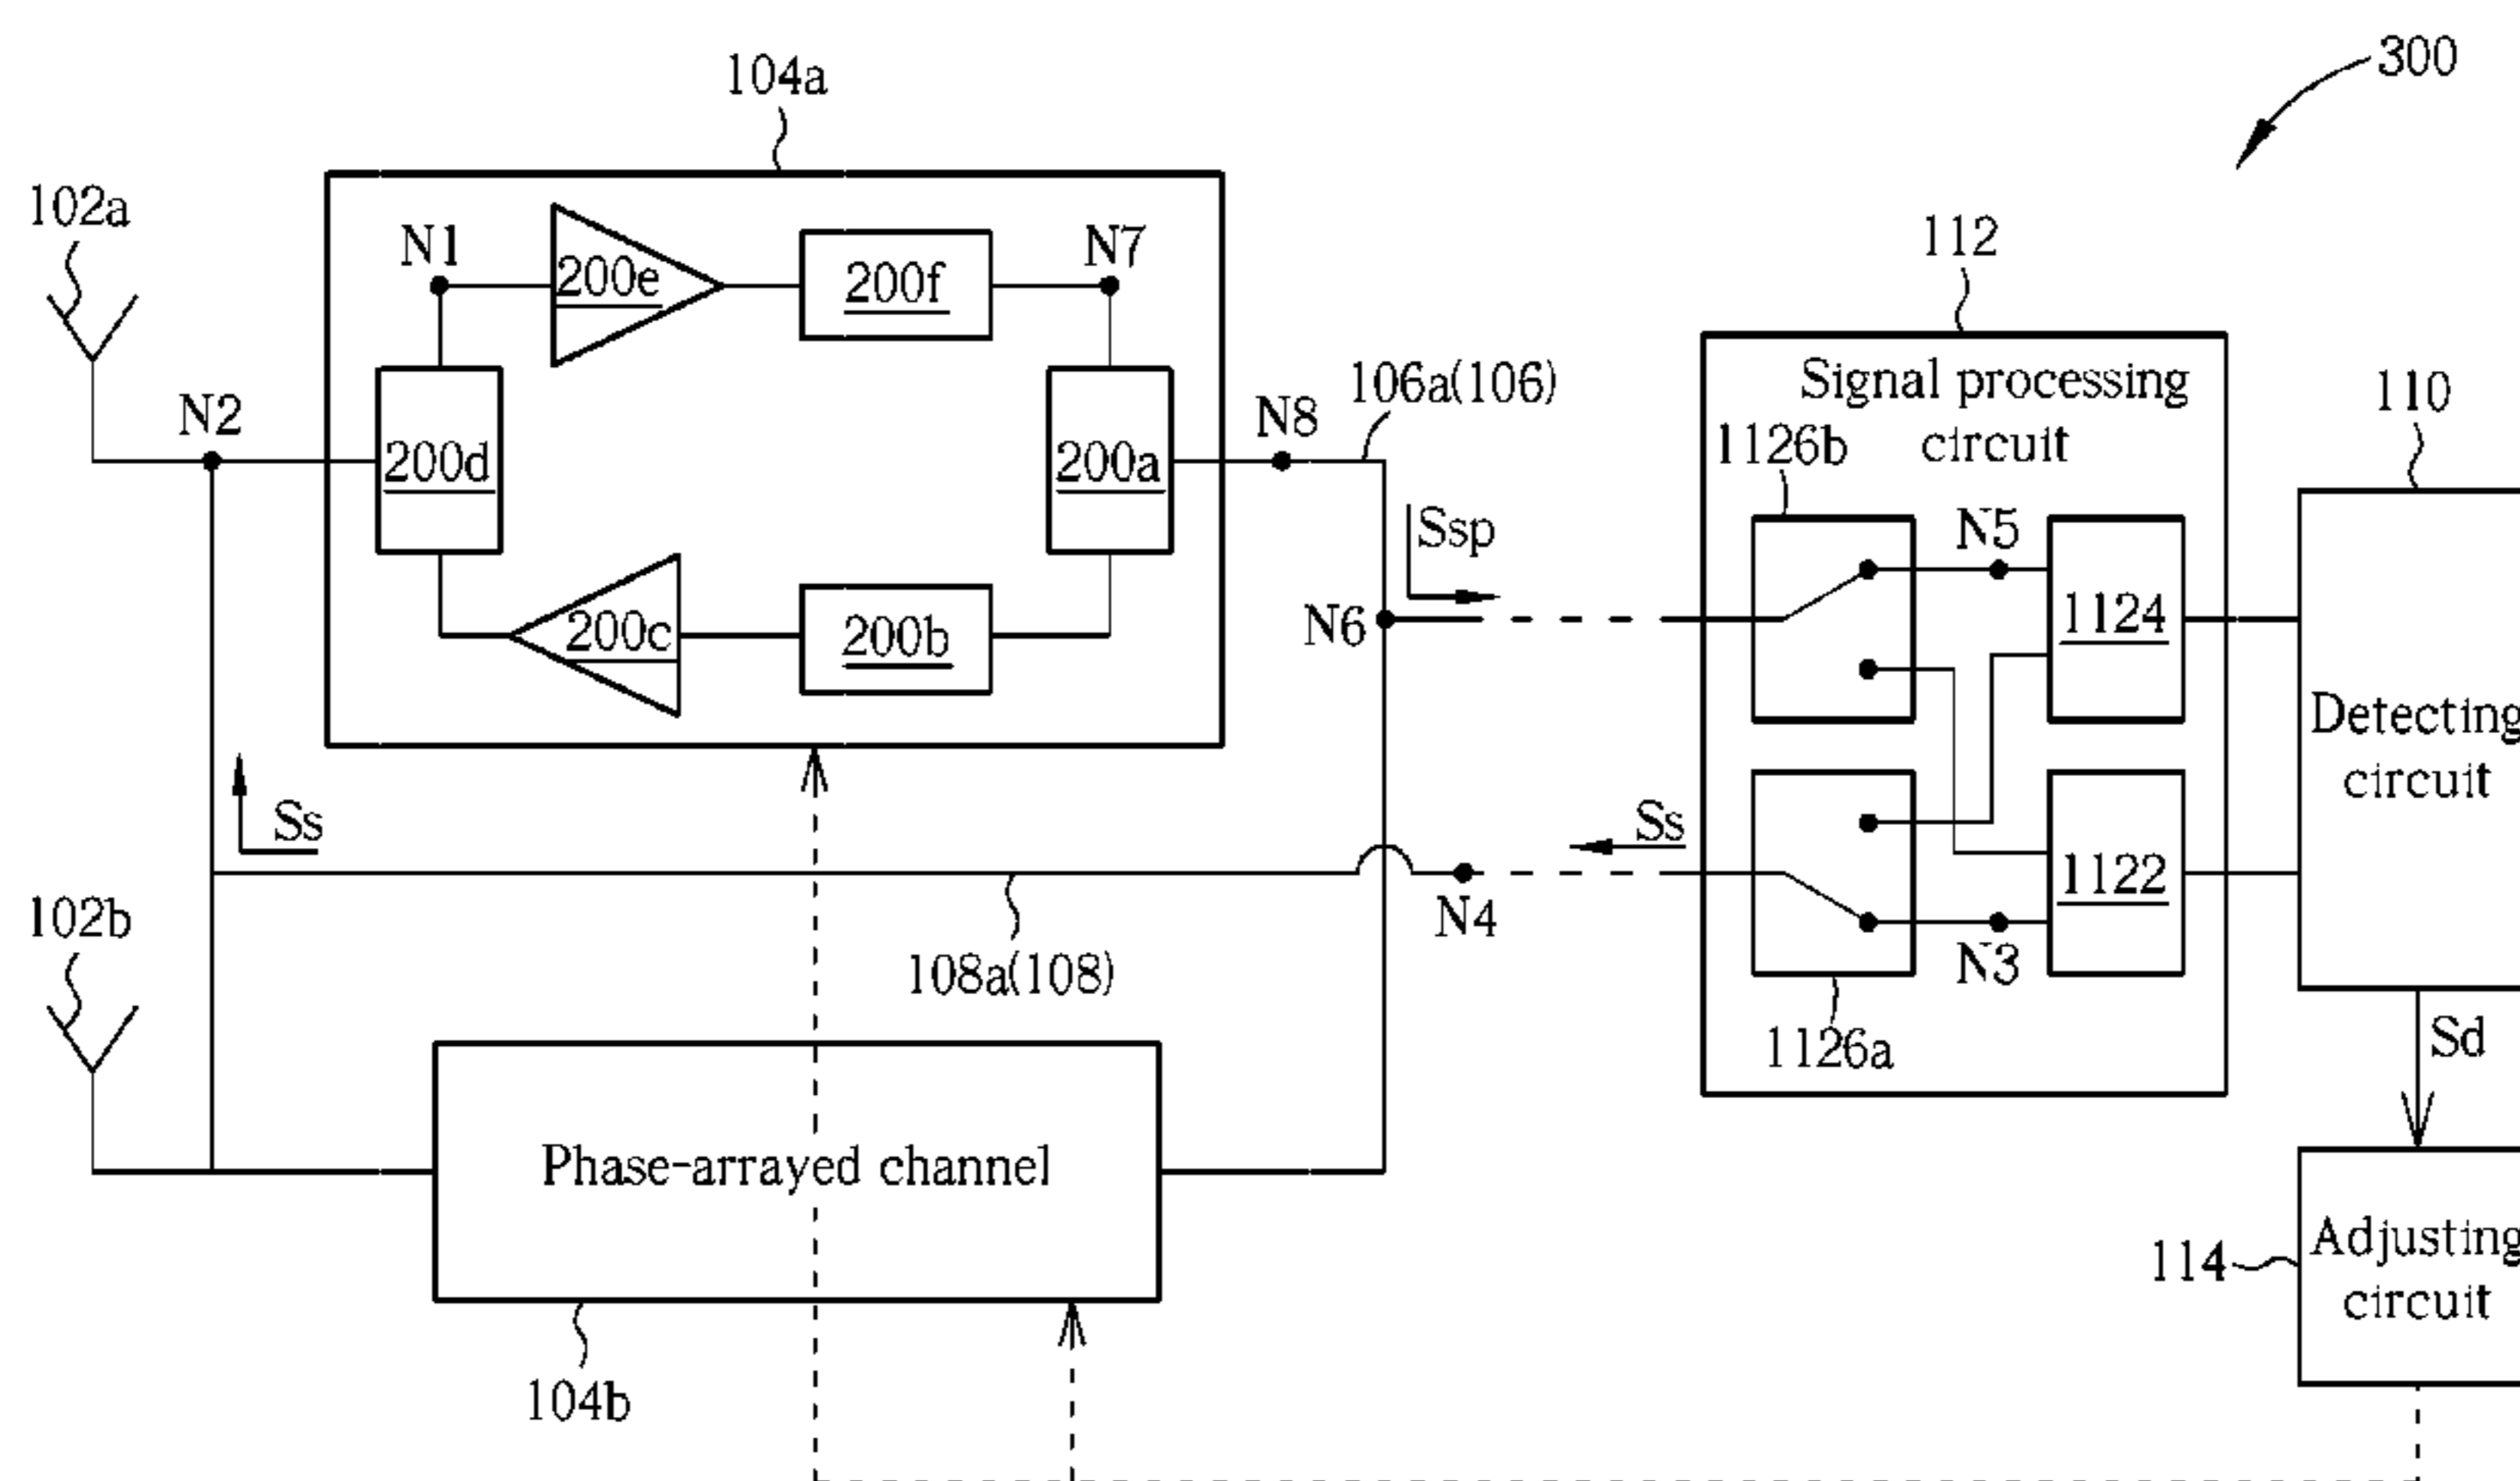 300
104a
102a
N1
200e
200f
N7
112
Signal processing
circuit
106a(106)
110
N2
N8
1126b
200d
200a
Ssp
N5
N6
1124
200c
200b
Detecting
circuit
Ss
Ss
1122
102b
N4
108a(108)
N3
1126a
Sd
Phase-arrayed channel
114
Adjusting
circuit
104b